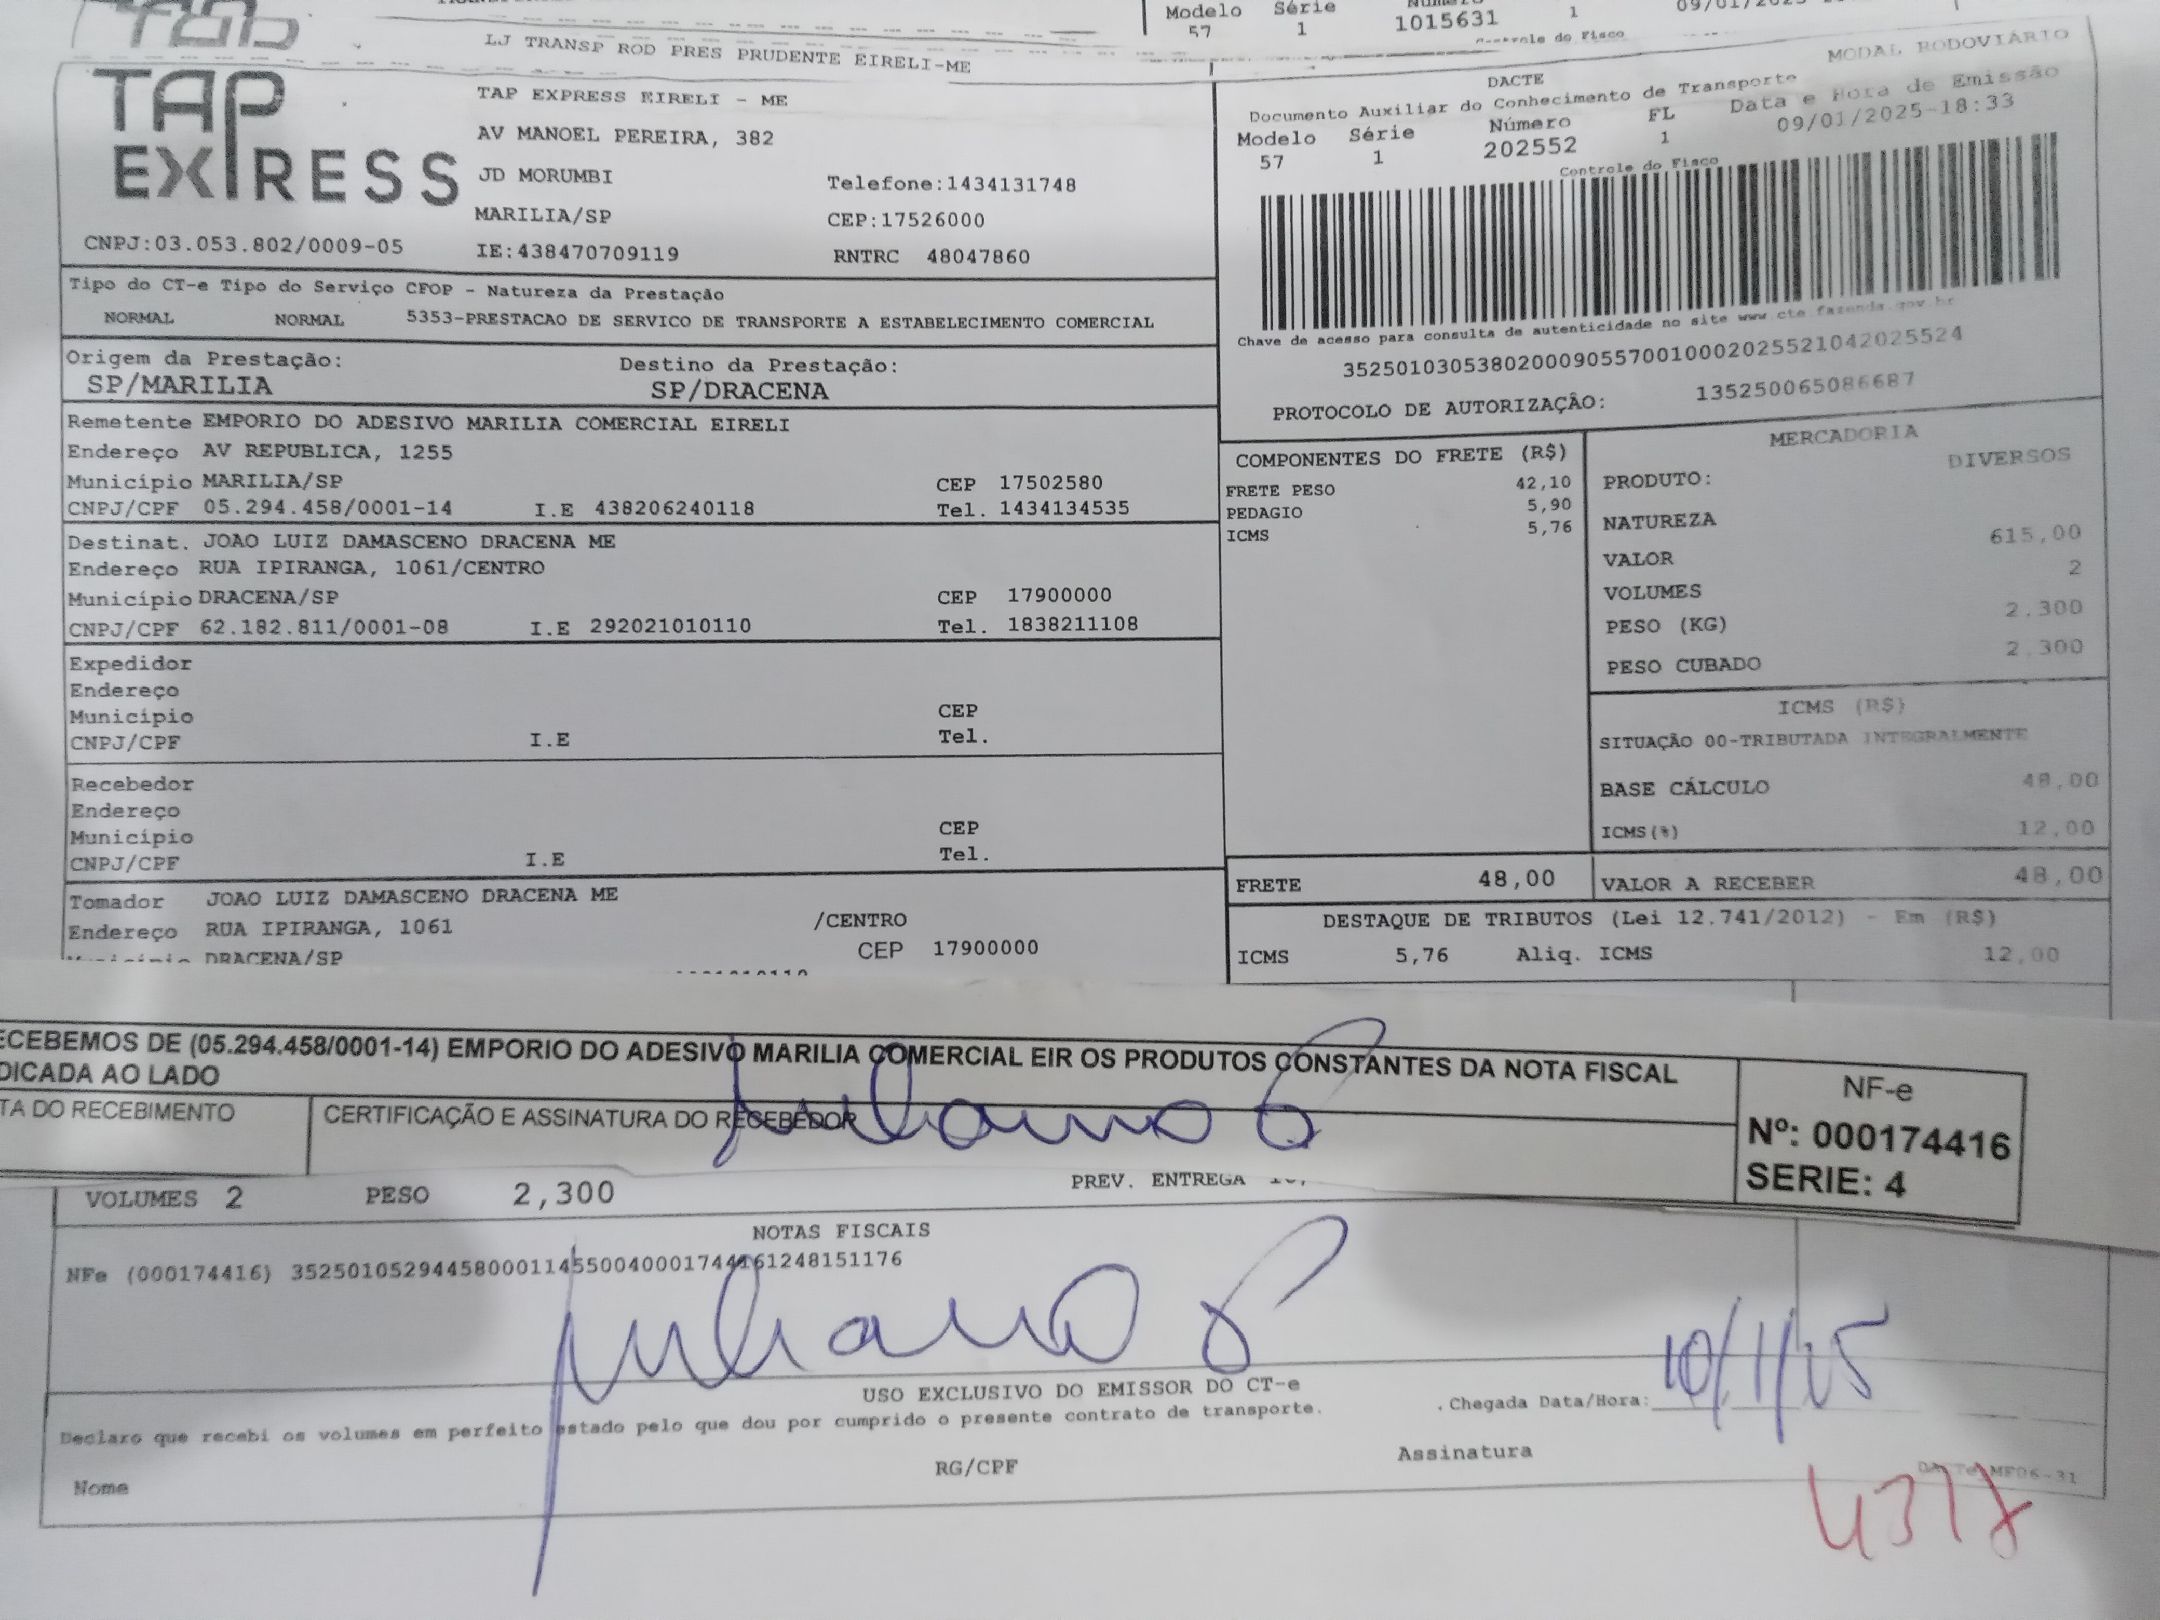 Modelo Série Número
57 1 1015631 1
Controle do Fisco
LJ TRANSP ROD PRES PRUDENTE EIRELI-ME
MODAL RODOVIÁRIO
TAP EXPRESS
TAP EXPRESS EIRELI - ME
AV MANOEL PEREIRA, 382
JD MORUMBI Telefone:1434131748
MARILIA/SP CEP:17526000
CNPJ:03.053.802/0009-05 IE:438470709119 RNTRC 48047860
DACTE
Documento Auxiliar do Conhecimento de Transporte
Modelo Série Número FL Data e Hora de Emissão
57 1 202552 1 09/01/2025-18:33
Controle do Fisco
Chave de acesso para consulta de autenticidade no site www.cte.fazenda.gov.br
35250103053802000905570010002025521042025524
PROTOCOLO DE AUTORIZAÇÃO: 135250065086687
Tipo do CT-e Tipo do Serviço CFOP - Natureza da Prestação
NORMAL NORMAL 5353-PRESTACAO DE SERVICO DE TRANSPORTE A ESTABELECIMENTO COMERCIAL
Origem da Prestação: Destino da Prestação:
SP/MARILIA SP/DRACENA
Remetente EMPORIO DO ADESIVO MARILIA COMERCIAL EIRELI
Endereço AV REPUBLICA, 1255
Município MARILIA/SP CEP 17502580
CNPJ/CPF 05.294.458/0001-14 I.E 438206240118 Tel. 1434134535
Destinat. JOAO LUIZ DAMASCENO DRACENA ME
Endereço RUA IPIRANGA, 1061/CENTRO
Município DRACENA/SP CEP 17900000
CNPJ/CPF 62.182.811/0001-08 I.E 292021010110 Tel. 1838211108
Expedidor
Endereço
Município CEP
CNPJ/CPF I.E Tel.
Recebedor
Endereço
Município CEP
CNPJ/CPF I.E Tel.
Tomador JOAO LUIZ DAMASCENO DRACENA ME
Endereço RUA IPIRANGA, 1061 /CENTRO
DRACENA/SP CEP 17900000
COMPONENTES DO FRETE (R$)
FRETE PESO 42,10
PEDAGIO 5,90
ICMS 5,76
MERCADORIA
PRODUTO: DIVERSOS
NATUREZA
VALOR 615,00
VOLUMES 2
PESO (KG) 2.300
PESO CUBADO 2.300
ICMS (R$)
SITUAÇÃO 00-TRIBUTADA INTEGRALMENTE
BASE CÁLCULO 48,00
ICMS(%) 12,00
FRETE 48,00 VALOR A RECEBER 48,00
DESTAQUE DE TRIBUTOS (Lei 12.741/2012) - Em (R$)
ICMS 5,76 Aliq. ICMS 12,00
ECEBEMOS DE (05.294.458/0001-14) EMPORIO DO ADESIVO MARILIA COMERCIAL EIR OS PRODUTOS CONSTANTES DA NOTA FISCAL
DICADA AO LADO
TA DO RECEBIMENTO CERTIFICAÇÃO E ASSINATURA DO RECEBEDOR
Juliano
NF-e
Nº: 000174416
SERIE: 4
VOLUMES 2 PESO 2,300 PREV. ENTREGA
NOTAS FISCAIS
NFe (000174416) 35250105294458000114550040001744161248151176
Juliano
USO EXCLUSIVO DO EMISSOR DO CT-e
Declaro que recebi os volumes em perfeito estado pelo que dou por cumprido o presente contrato de transporte.
Chegada Data/Hora: 10/1/25
Nome RG/CPF Assinatura